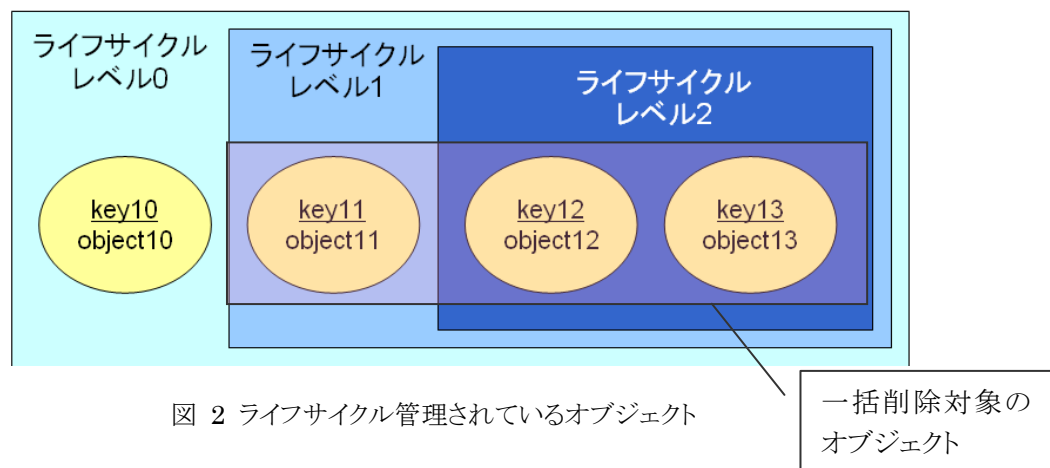 ライフサイクル
レベル0
ライフサイクル
レベル1
ライフサイクル
レベル2
key10
object10
key11
object11
key12
object12
key13
object13
図 2 ライフサイクル管理されているオブジェクト
一括削除対象の
オブジェクト